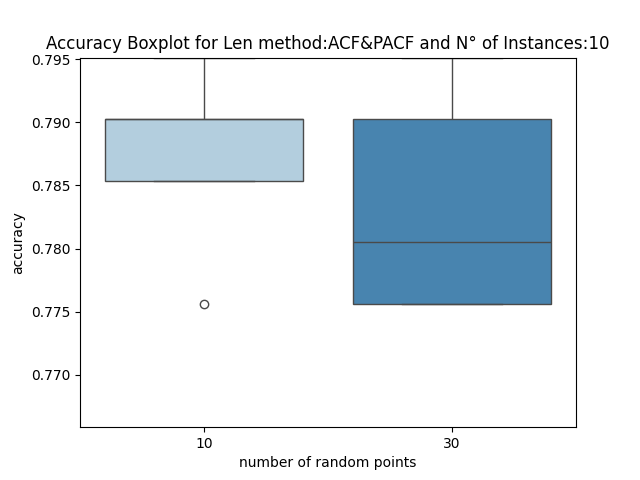 Accuracy Boxplot for Len method:ACF&PACF and N° of Instances:10
0.795
0.790
0.785
0.780
0.775
0.770
accuracy
10
30
number of random points